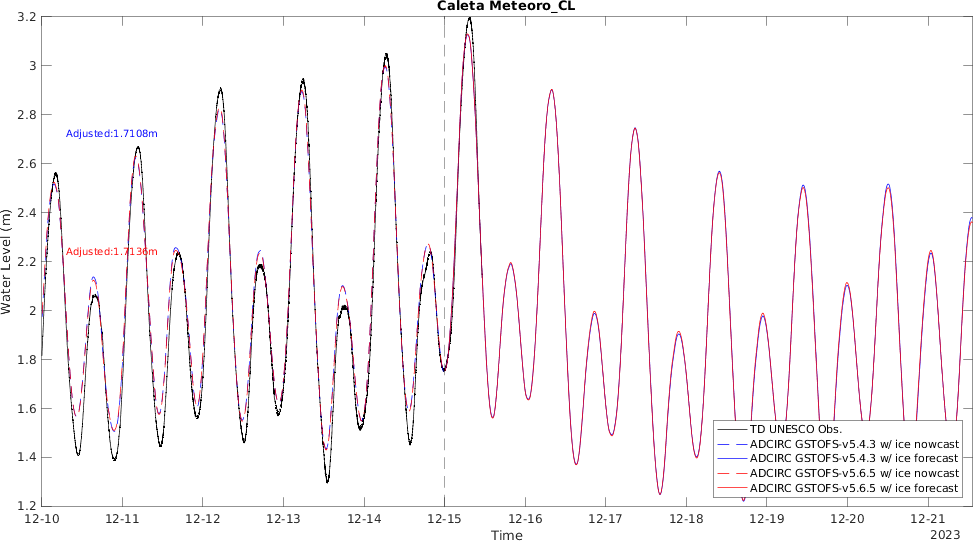 Caleta Meteoro_CL
3.2
3
2.8
2.6
2.4
2.2
2
1.8
1.6
1.4
1.2
Water Level (m)
Adjusted:1.7108m
Adjusted:1.7136m
TD UNESCO Obs.
ADCIRC GSTOFS-v5.4.3 w/ ice nowcast
ADCIRC GSTOFS-v5.4.3 w/ ice forecast
ADCIRC GSTOFS-v5.6.5 w/ ice nowcast
ADCIRC GSTOFS-v5.6.5 w/ ice forecast
12-10 12-11 12-12 12-13 12-14 12-15 12-16 12-17 12-18 12-19 12-20 12-21
2023
Time